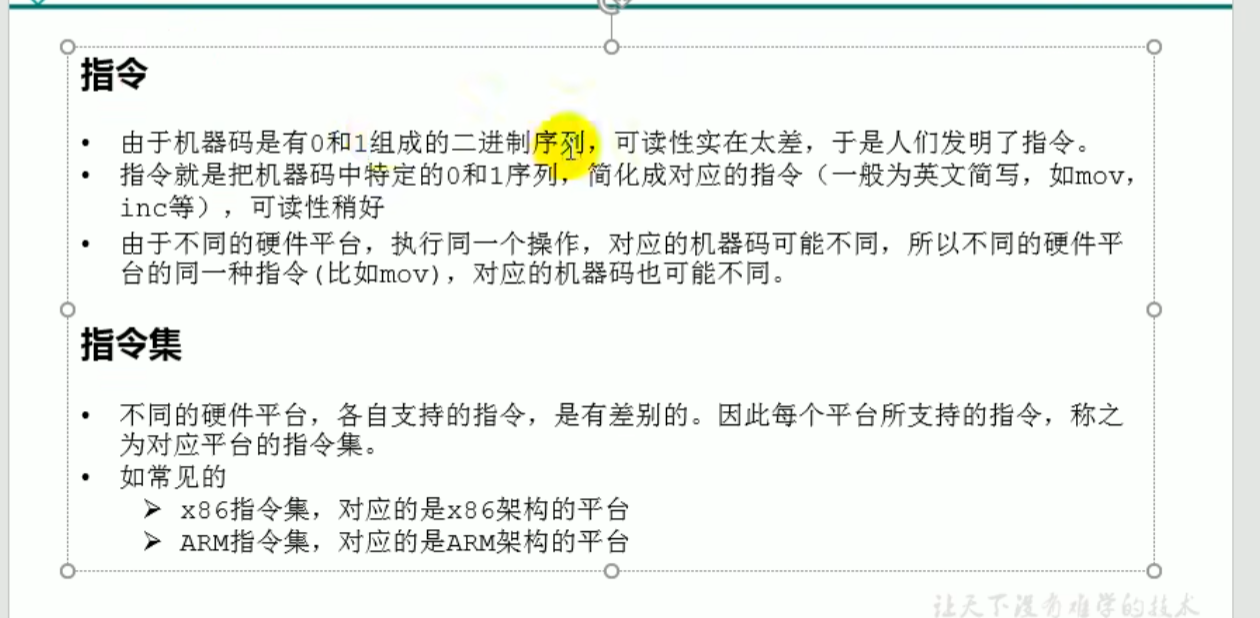 指令
• 由于机器码是有0和1组成的二进制序列，可读性实在太差，于是人们发明了指令。
• 指令就是把机器码中特定的0和1序列，简化成对应的指令（一般为英文简写，如mov，
inc等），可读性稍好
• 由于不同的硬件平台，执行同一个操作，对应的机器码可能不同，所以不同的硬件平
台的同一种指令(比如mov)，对应的机器码也可能不同。
指令集
• 不同的硬件平台，各自支持的指令，是有差别的。因此每个平台所支持的指令，称之
为对应平台的指令集。
• 如常见的
➢ x86指令集，对应的是x86架构的平台
➢ ARM指令集，对应的是ARM架构的平台
让天下没有难学的技术